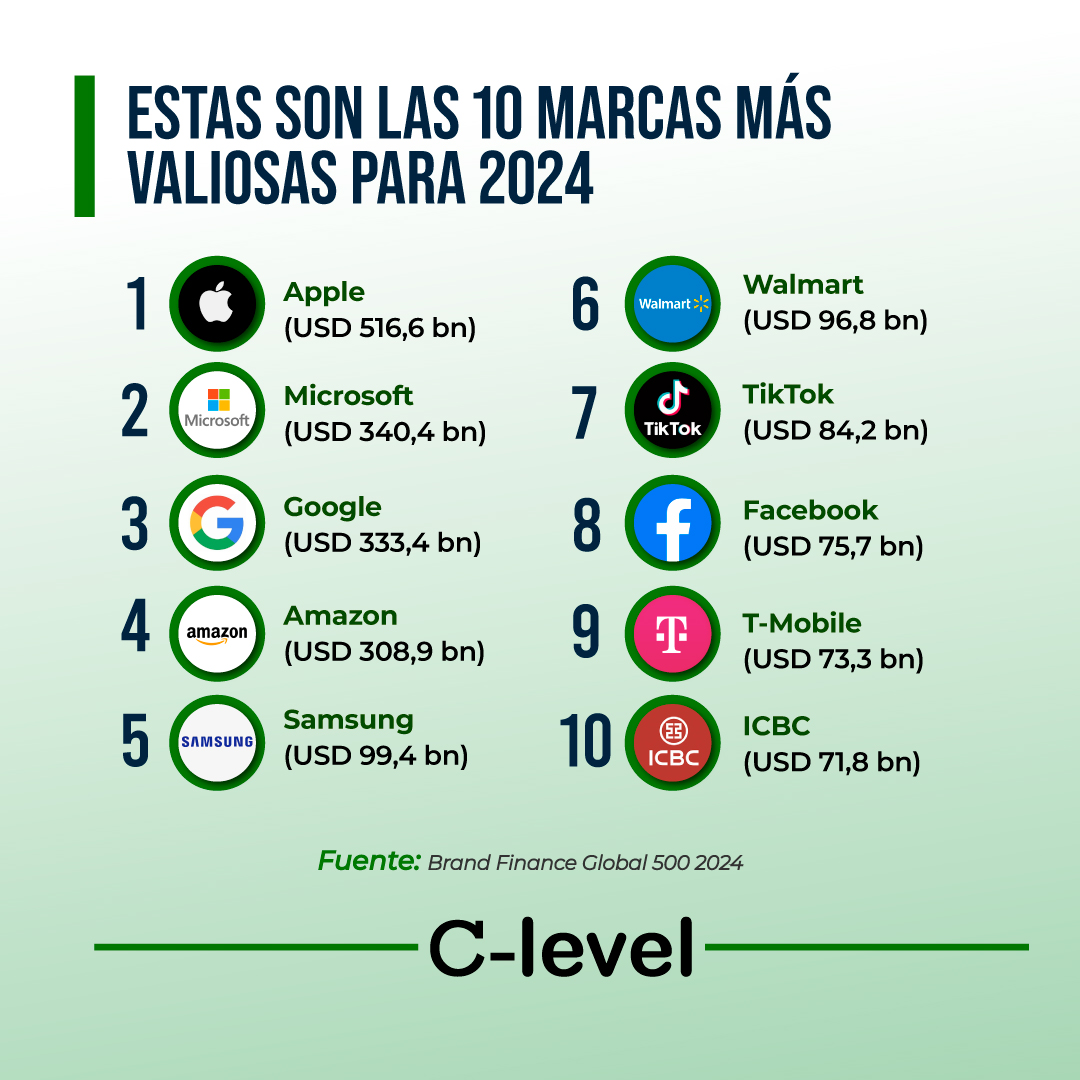 ESTAS SON LAS 10 MARCAS MÁS
VALIOSAS PARA 2024
1
Apple
(USD 516,6 bn)
2
Microsoft
Microsoft
(USD 340,4 bn)
3
Google
(USD 333,4 bn)
4
amazon
Amazon
(USD 308,9 bn)
5
SAMSUNG
Samsung
(USD 99,4 bn)
6
Walmart
Walmart
(USD 96,8 bn)
7
TikTok
TikTok
(USD 84,2 bn)
8
Facebook
(USD 75,7 bn)
9
T
T-Mobile
(USD 73,3 bn)
10
ICBC
ICBC
(USD 71,8 bn)
Fuente: Brand Finance Global 500 2024
C-level